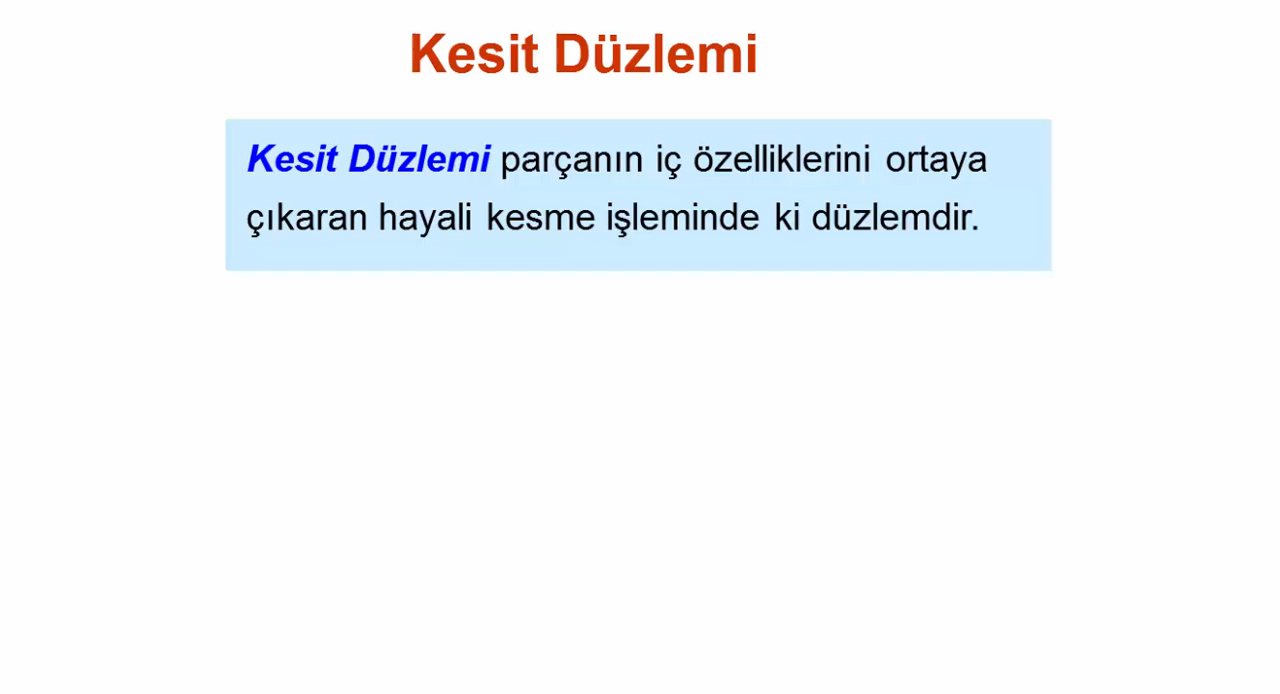 Kesit Düzlemi
Kesit Düzlemi parçanın iç özelliklerini ortaya
çıkaran hayali kesme işleminde ki düzlemdir.